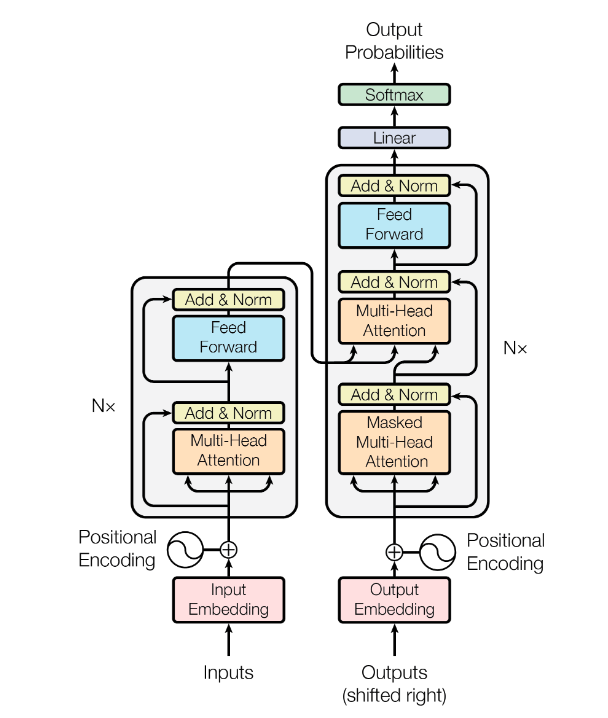 Output
Probabilities
Softmax
Linear
Add & Norm
Feed
Forward
Add & Norm
Multi-Head
Attention
Add & Norm
Masked
Multi-Head
Attention
N×
Positional
Encoding
Output
Embedding
Outputs
(shifted right)
Add & Norm
Feed
Forward
Add & Norm
Multi-Head
Attention
N×
Positional
Encoding
Input
Embedding
Inputs